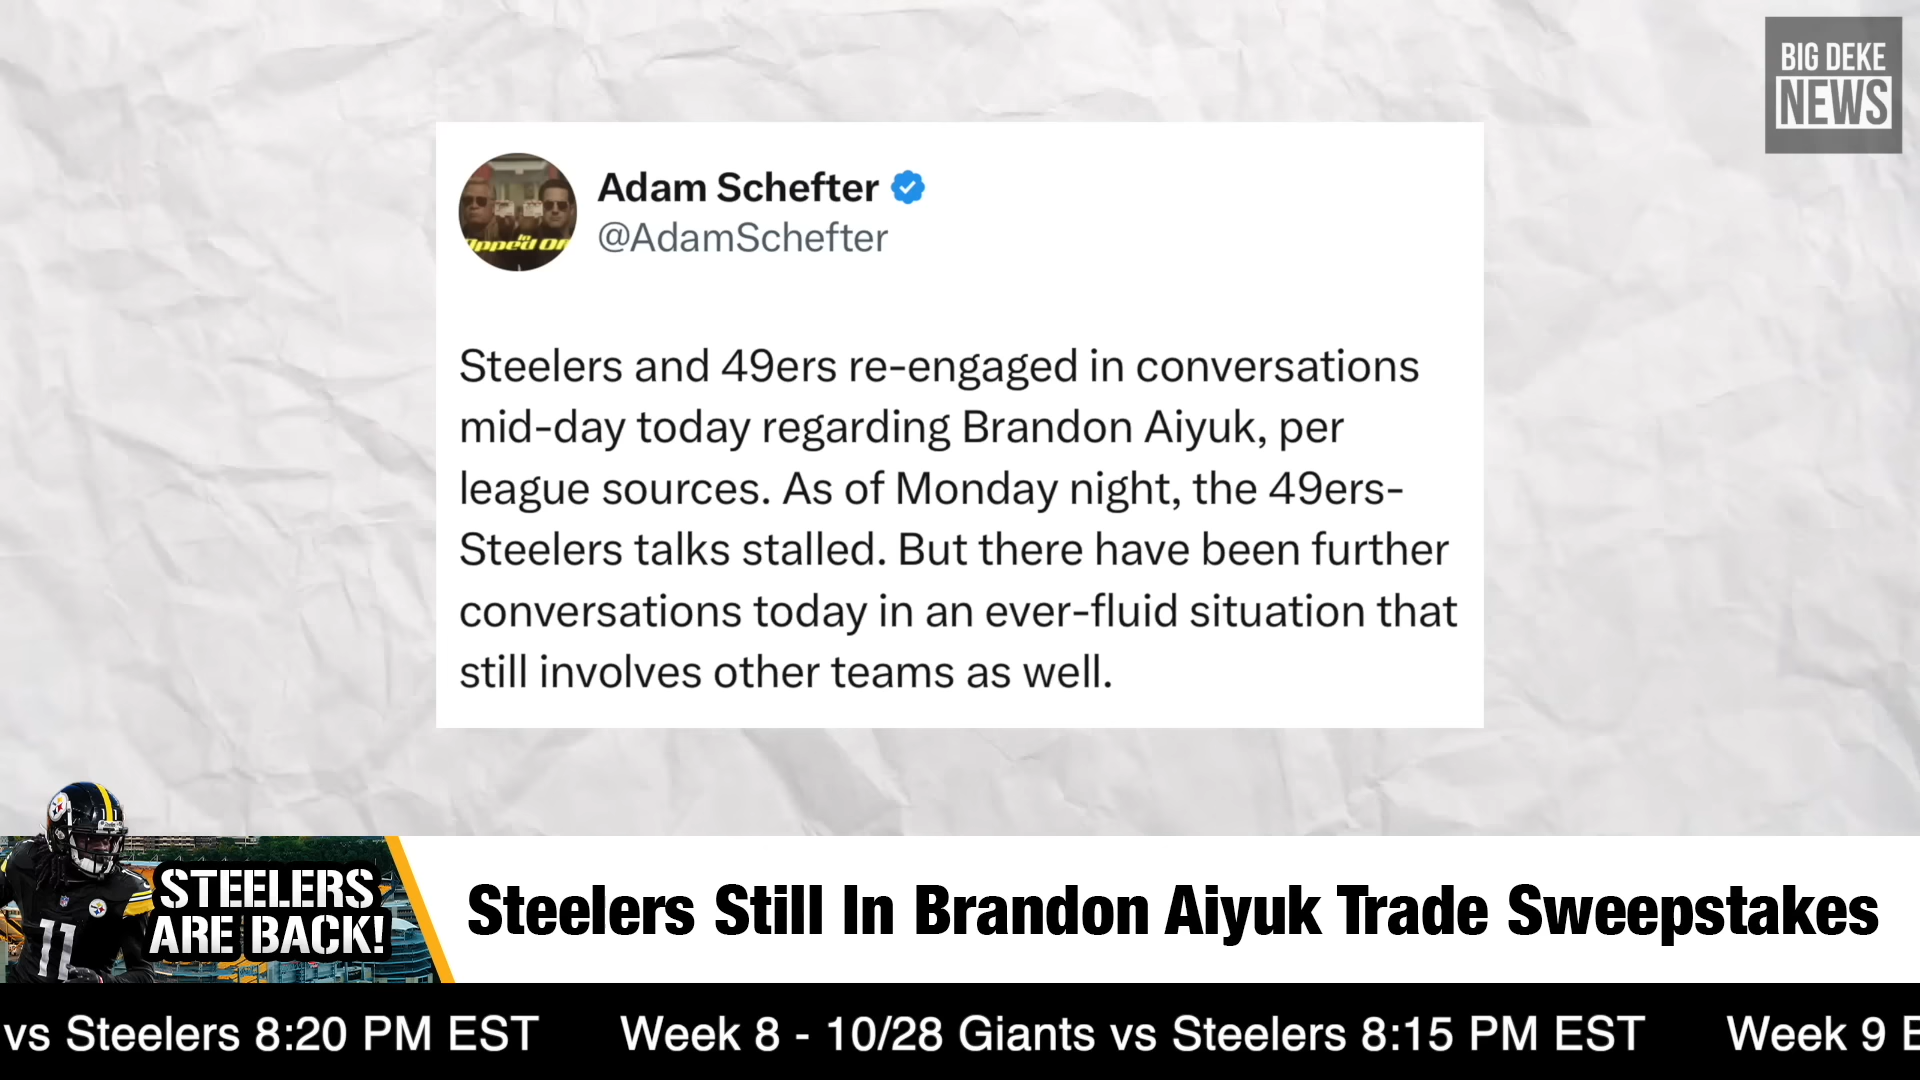 BIG DEKE
NEWS
Adam Schefter
@AdamSchefter
Steelers and 49ers re-engaged in conversations
mid-day today regarding Brandon Aiyuk, per
league sources. As of Monday night, the 49ers-
Steelers talks stalled. But there have been further
conversations today in an ever-fluid situation that
still involves other teams as well.
STEELERS
ARE BACK!
11
Steelers Still In Brandon Aiyuk Trade Sweepstakes
vs Steelers 8:20 PM EST Week 8 - 10/28 Giants vs Steelers 8:15 PM EST Week 9